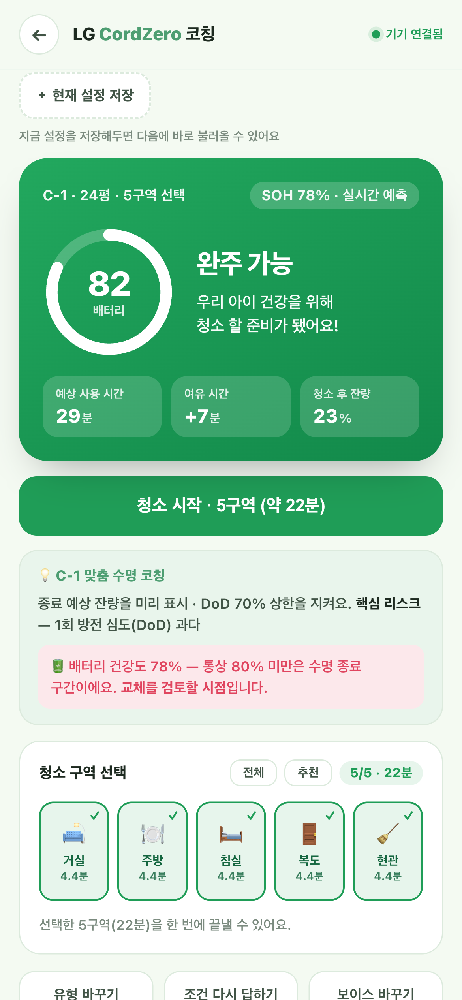 LG CordZero 코칭
기기 연결됨
+ 현재 설정 저장
지금 설정을 저장해두면 다음에 바로 불러올 수 있어요
C-1 · 24평 · 5구역 선택
SOH 78% · 실시간 예측
82
배터리
완주 가능
우리 아이 건강을 위해
청소 할 준비가 됐어요!
예상 사용 시간
29분
여유 시간
+7분
청소 후 잔량
23%
청소 시작 · 5구역 (약 22분)
💡 C-1 맞춤 수명 코칭
종료 예상 잔량을 미리 표시 · DoD 70% 상한을 지켜요. 핵심 리스크
— 1회 방전 심도(DoD) 과다
배터리 건강도 78% — 통상 80% 미만은 수명 종료
구간이에요. 교체를 검토할 시점입니다.
청소 구역 선택
전체
추천
5/5 · 22분
거실
4.4분
주방
4.4분
침실
4.4분
복도
4.4분
현관
4.4분
선택한 5구역(22분)을 한 번에 끝낼 수 있어요.
유형 바꾸기
조건 다시 답하기
보이스 바꾸기